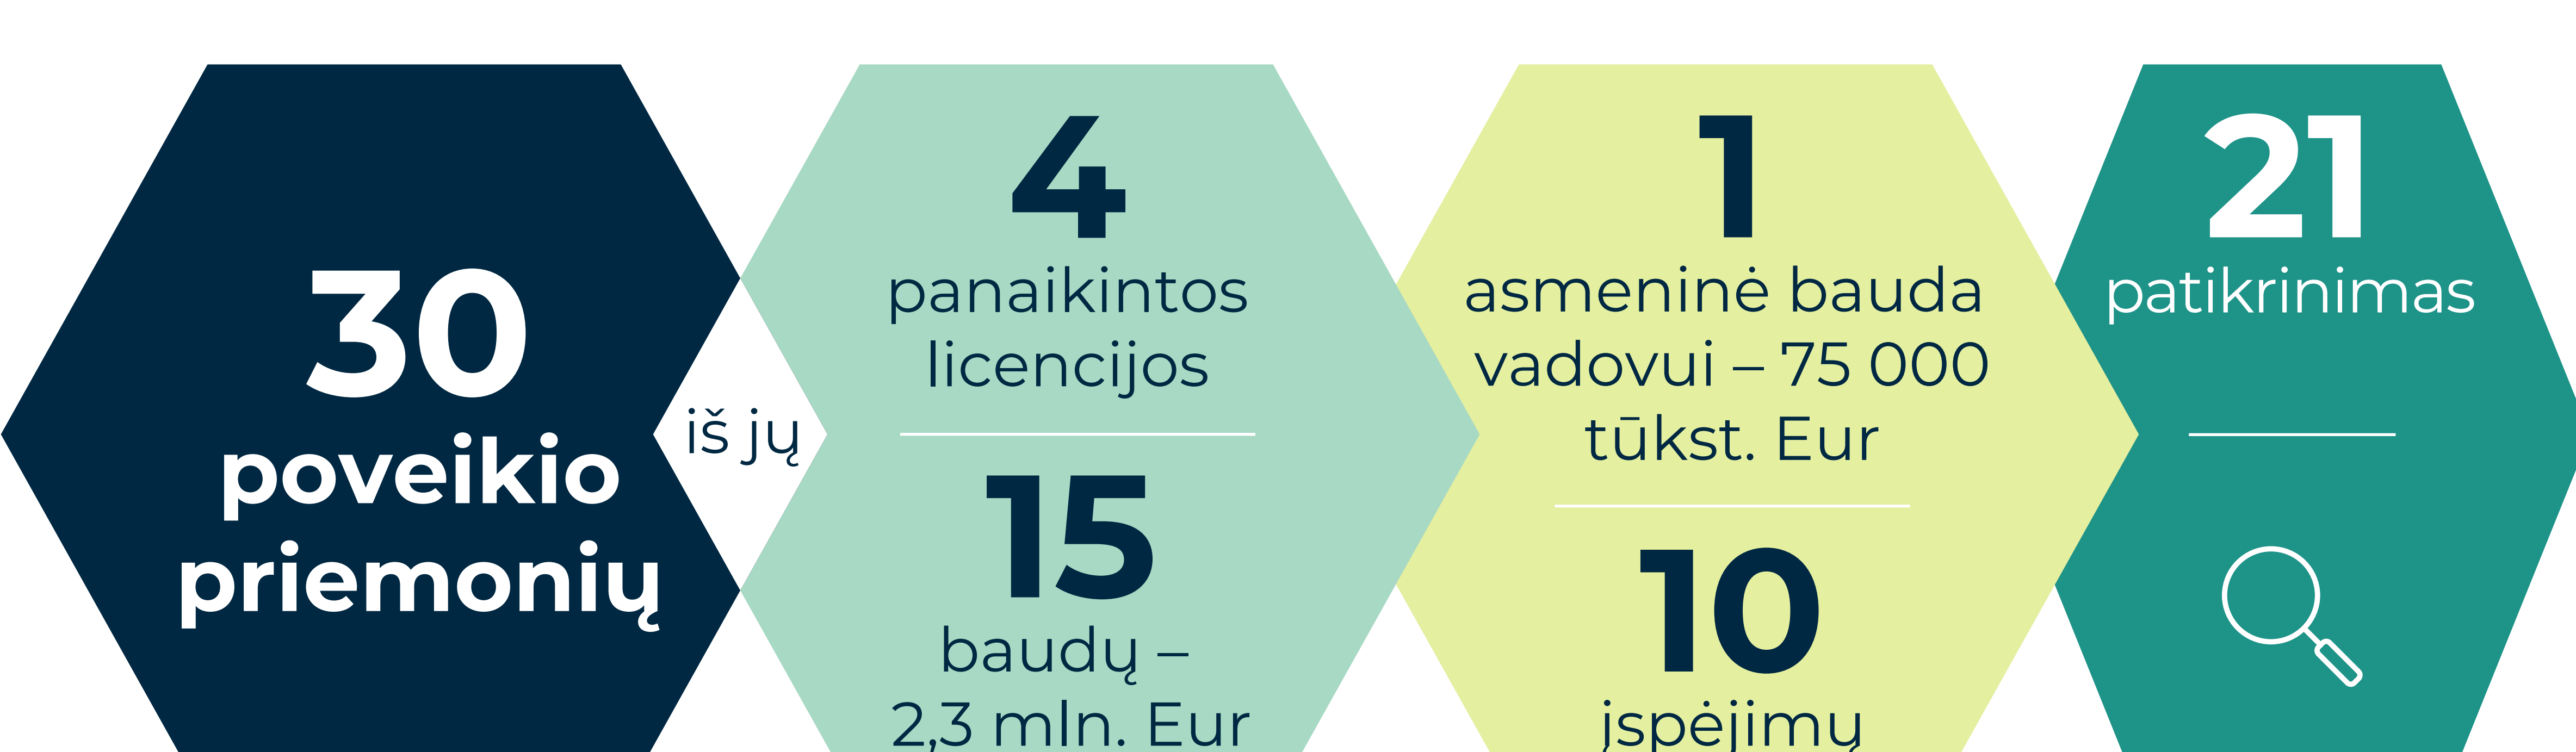 30
poveikio
priemonių
iš jų
4
panaikintos
licencijos
15
baudų –
2,3 mln. Eur
1
asmeninė bauda
vadovui – 75 000
tūkst. Eur
10
įspėjimų
21
patikrinimas